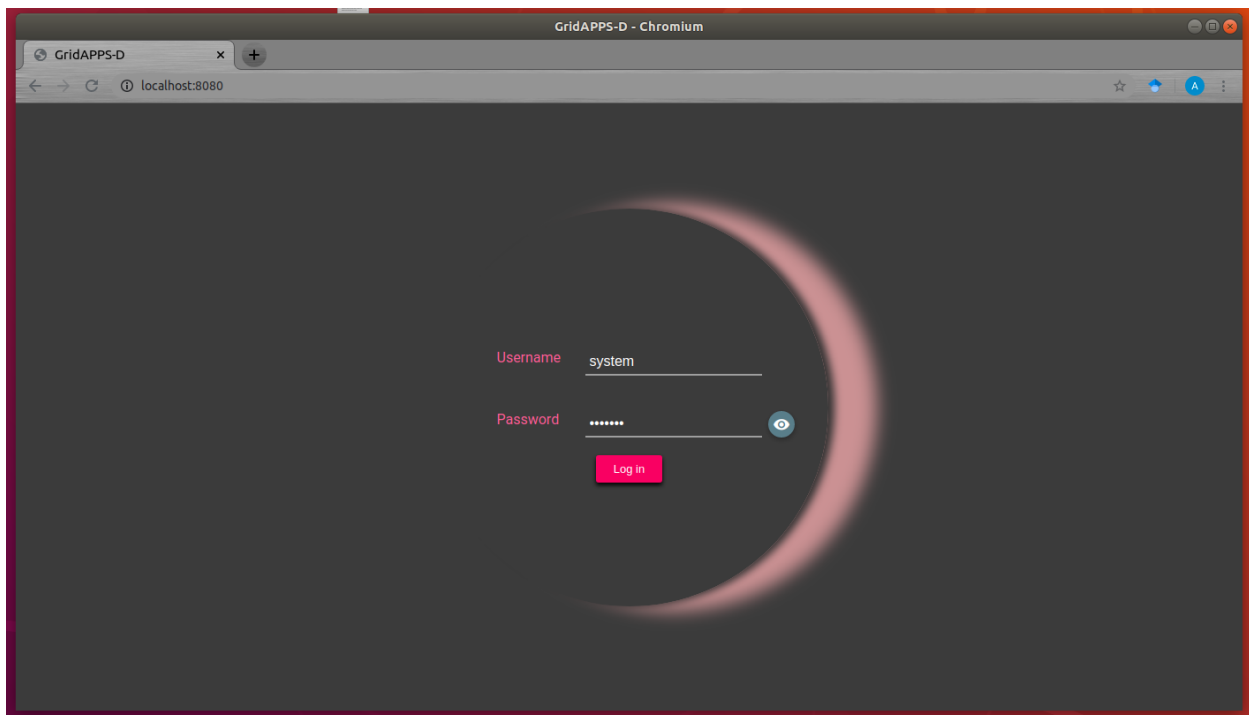 GridAPPS-D - Chromium
GridAPPS-D
localhost:8080
A
Username
system
Password
•••••••
Log in